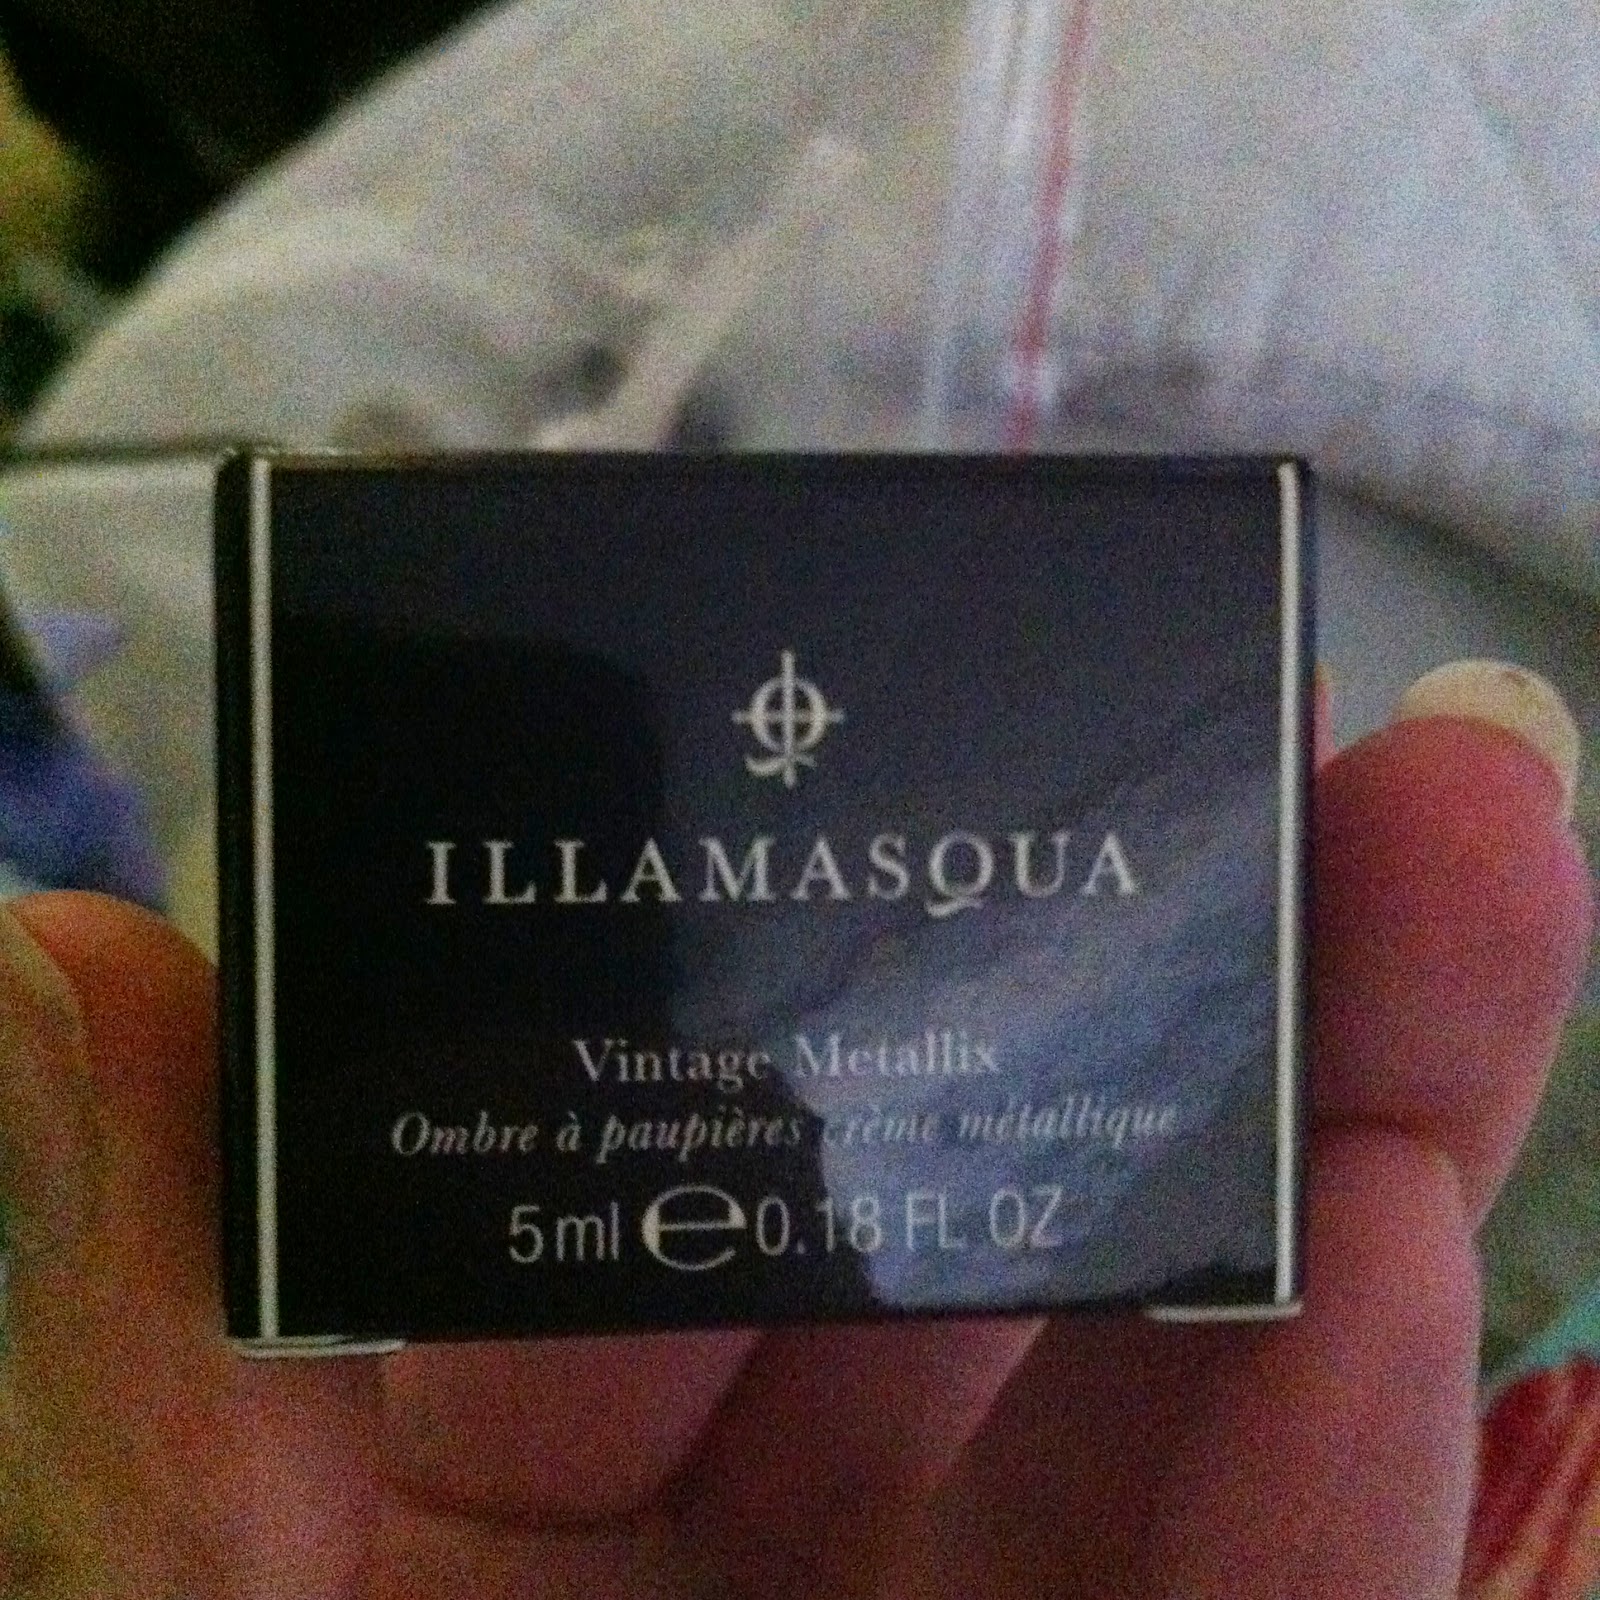 ILLAMASQUA
Vintage Metallix
Ombre à paupières crème métallique
5ml e 0.18 FL OZ